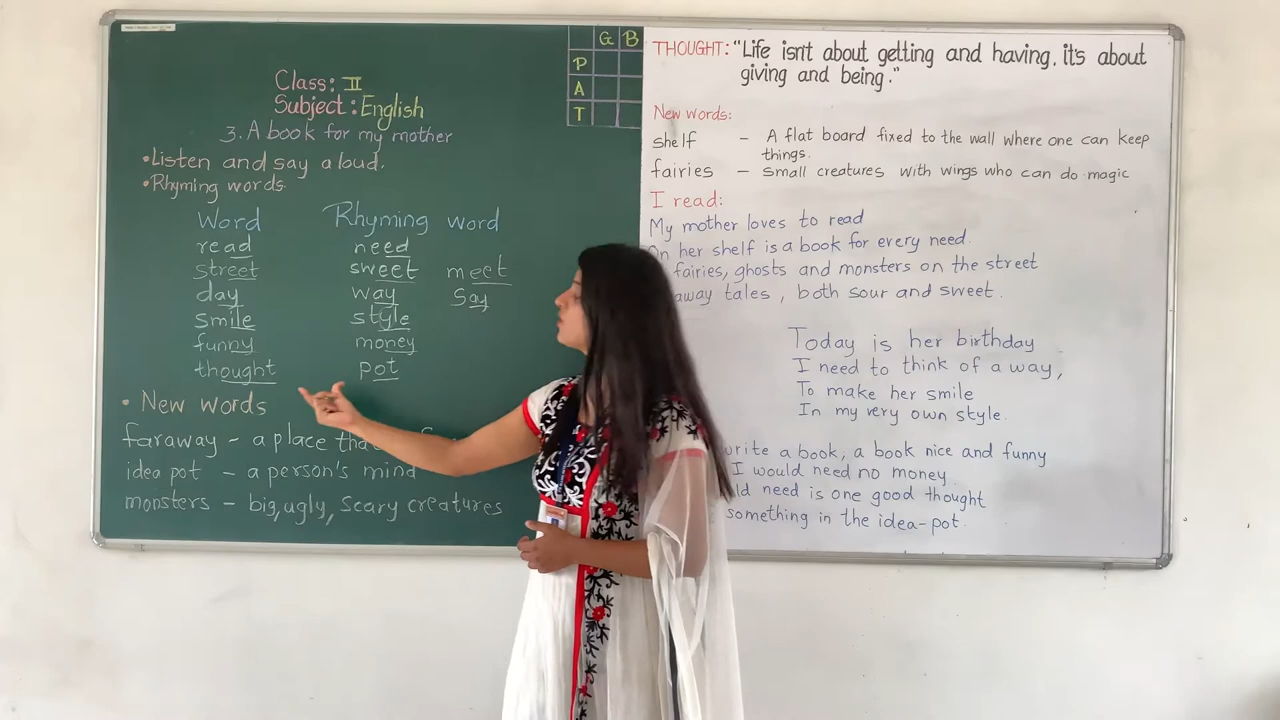 G B
P
A
T
Class: II
Subject: English
3. A book for my mother
• Listen and say aloud.
• Rhyming words.
Word Rhyming word
read need
street sweet meet
day way say
smile style
funny money
thought pot
• New words
faraway - a place
idea pot - a person's mind
monsters - big, ugly, scary creatures
THOUGHT: "Life isn't about getting and having, it's about
giving and being."
New words:
shelf - A flat board fixed to the wall where one can keep
things.
fairies - small creatures with wings who can do magic
I read:
My mother loves to read
her shelf is a book for every need.
fairies, ghosts and monsters on the street
away tales, both sour and sweet.
Today is her birthday
I need to think of a way,
To make her smile
In my very own style.
a book, a book nice and funny
I would need no money
need is one good thought
something in the idea-pot.